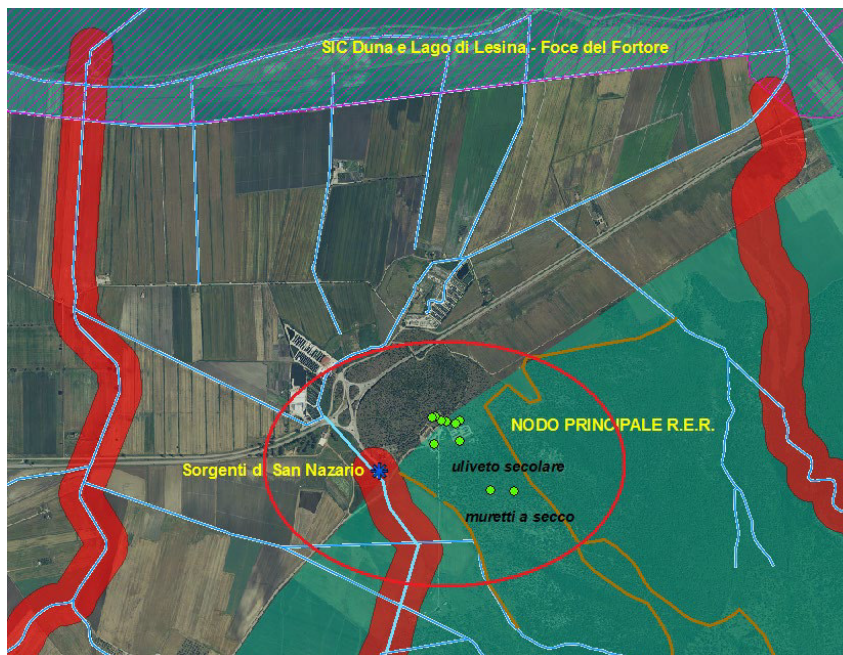 SIC Duna e Lago di Lesina - Foce del Fortore
NODO PRINCIPALE R.E.R.
Sorgenti di San Nazario
uliveto secolare
muretti a secco